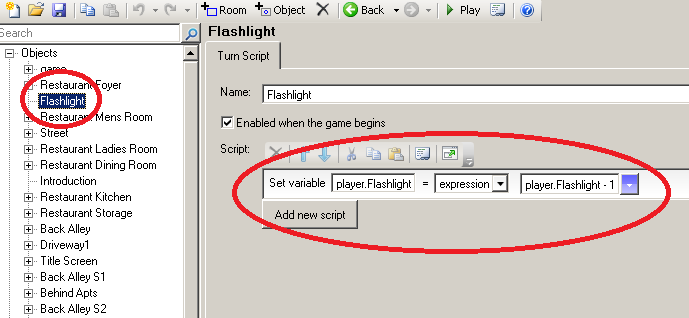 Room Object Back Play
Search
Objects
game
Restaurant Foyer
Flashlight
Restaurant Mens Room
Street
Restaurant Ladies Room
Restaurant Dining Room
Introduction
Restaurant Kitchen
Restaurant Storage
Back Alley
Driveway1
Title Screen
Back Alley S1
Behind Apts
Back Alley S2
Flashlight
Turn Script
Name: Flashlight
Enabled when the game begins
Script:
Set variable player.Flashlight = expression player.Flashlight - 1
Add new script